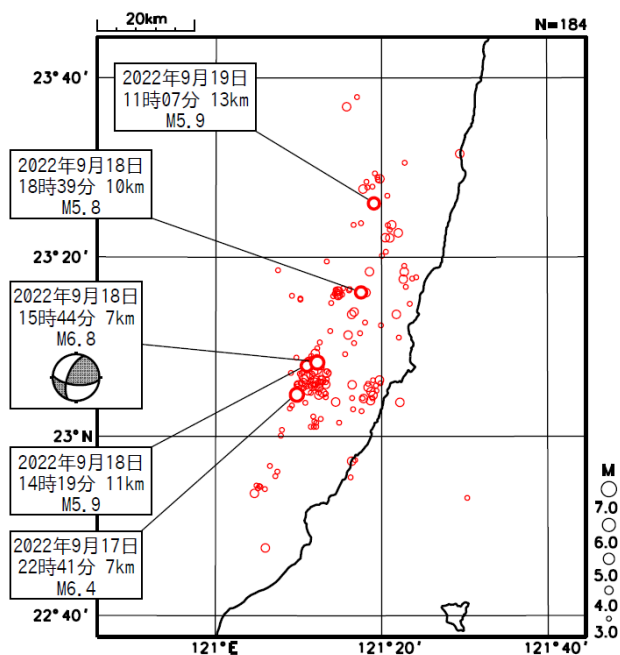 20km
N=184
23°40′
2022年9月19日
11時07分 13km
M5.9
2022年9月18日
18時39分 10km
M5.8
23°20′
2022年9月18日
15時44分 7km
M6.8
23°N
2022年9月18日
14時19分 11km
M5.9
2022年9月17日
22時41分 7km
M6.4
M
7.0
6.0
5.0
4.0
3.0
22°40′
121°E
121°20′
121°40′